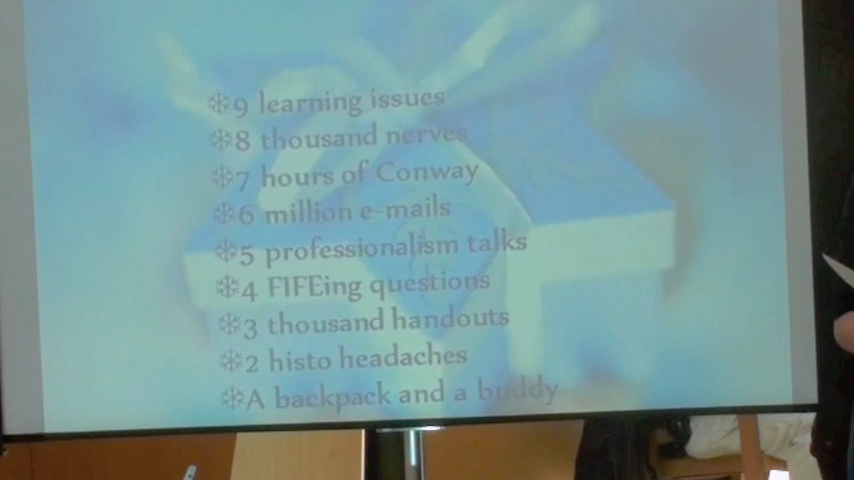 ❄9 learning issues
❄8 thousand nerves
❄7 hours of Conway
❄6 million e-mails
❄5 professionalism talks
❄4 FIFEing questions
❄3 thousand handouts
❄2 histo headaches
❄A backpack and a buddy